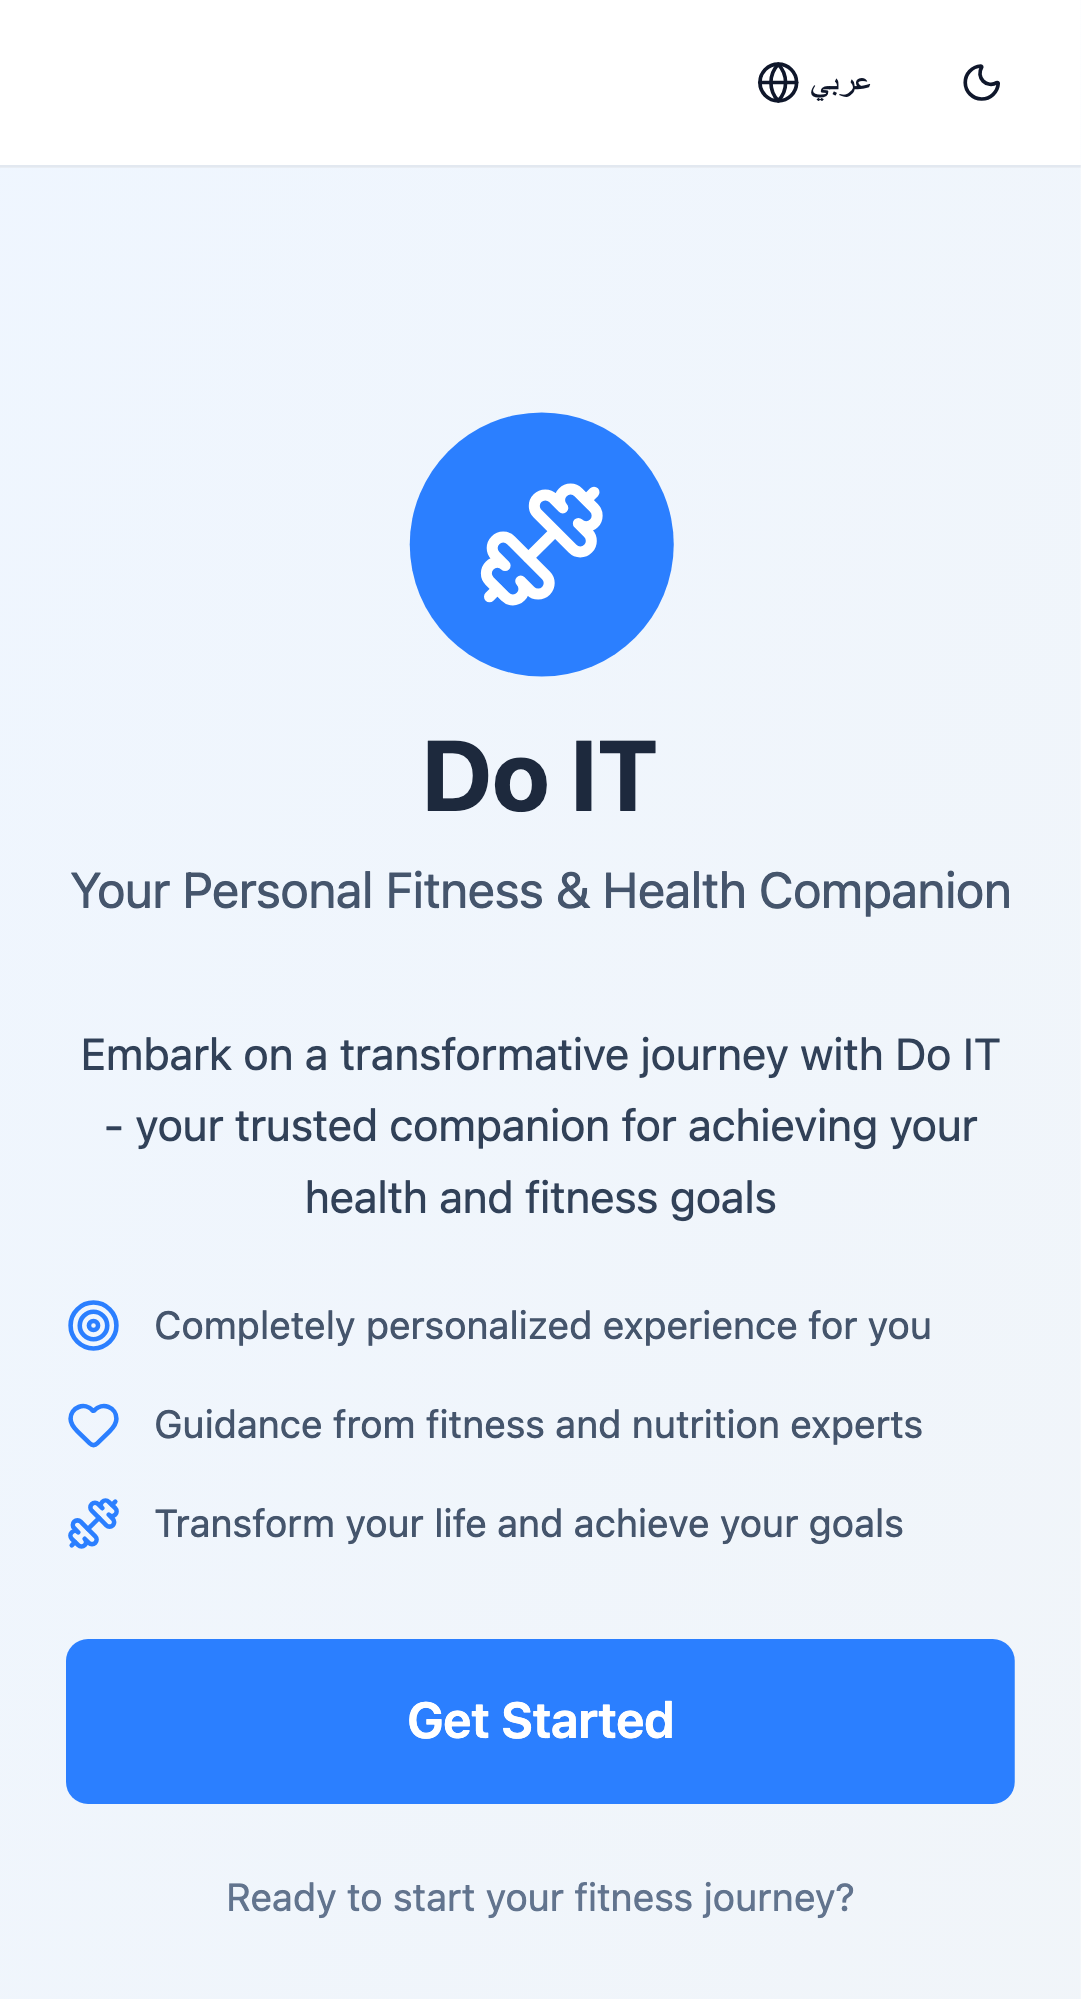 عربي
Do IT
Your Personal Fitness & Health Companion
Embark on a transformative journey with Do IT
- your trusted companion for achieving your
health and fitness goals
Completely personalized experience for you
Guidance from fitness and nutrition experts
Transform your life and achieve your goals
Get Started
Ready to start your fitness journey?